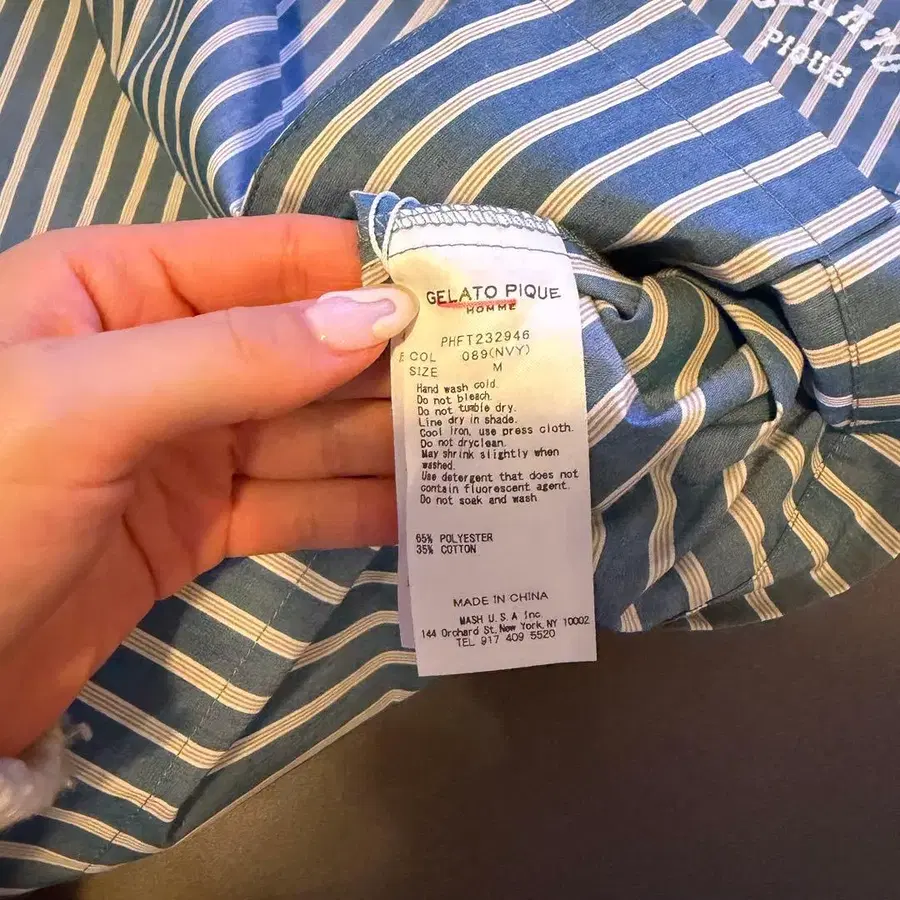 PIQUE
GELATO PIQUE
HOMME
PHFT232946
COL 089(NVY)
SIZE M
Hand wash cold.
Do not bleach.
Do not tumble dry.
Line dry in shade.
Cool iron, use press cloth.
Do not dryclean.
May shrink slightly when
washed.
Use detergent that does not
contain fluorescent agent.
Do not soak and wash
65% POLYESTER
35% COTTON
MADE IN CHINA
MASH U.S.A Inc.
144 Orchard St, New York, NY 10002
TEL 917 409 5520